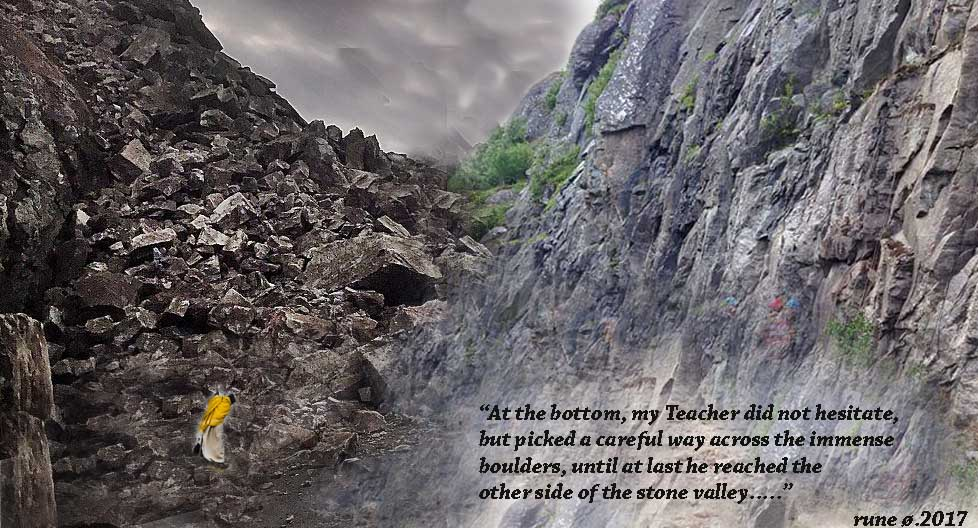 “At the bottom, my Teacher did not hesitate,
but picked a careful way across the immense
boulders, until at last he reached the
other side of the stone valley.....”
rune ø.2017